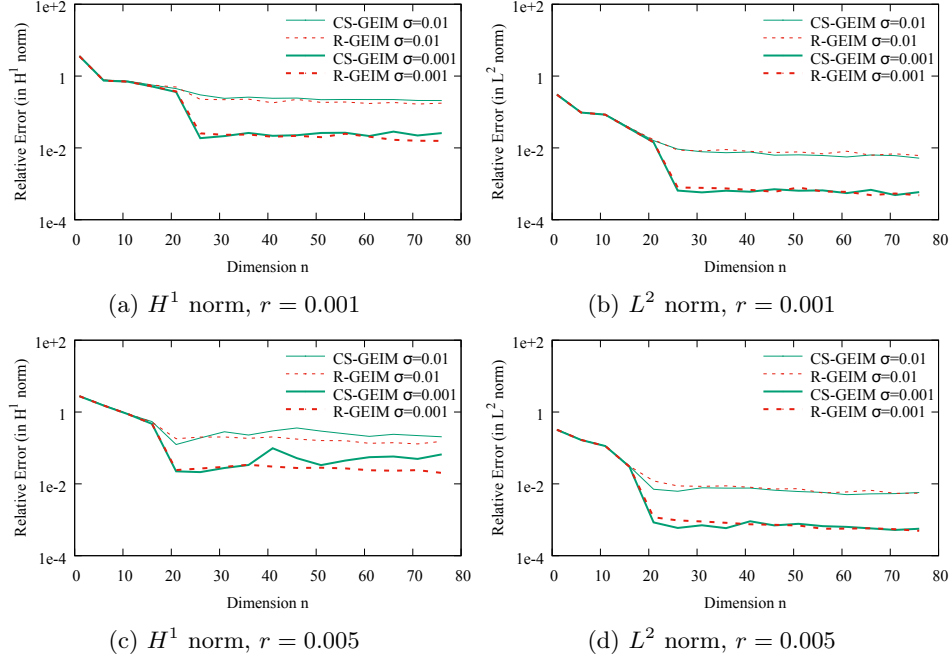 1e+2
1
1e-2
1e-4
Relative Error (in H¹ norm)
CS-GEIM σ=0.01
R-GEIM σ=0.01
CS-GEIM σ=0.001
R-GEIM σ=0.001
0 10 20 30 40 50 60 70 80
Dimension n
(a) H¹ norm, r = 0.001
1e+2
1
1e-2
1e-4
Relative Error (in L² norm)
CS-GEIM σ=0.01
R-GEIM σ=0.01
CS-GEIM σ=0.001
R-GEIM σ=0.001
0 10 20 30 40 50 60 70 80
Dimension n
(b) L² norm, r = 0.001
1e+2
1
1e-2
1e-4
Relative Error (in H¹ norm)
CS-GEIM σ=0.01
R-GEIM σ=0.01
CS-GEIM σ=0.001
R-GEIM σ=0.001
0 10 20 30 40 50 60 70 80
Dimension n
(c) H¹ norm, r = 0.005
1e+2
1
1e-2
1e-4
Relative Error (in L² norm)
CS-GEIM σ=0.01
R-GEIM σ=0.01
CS-GEIM σ=0.001
R-GEIM σ=0.001
0 10 20 30 40 50 60 70 80
Dimension n
(d) L² norm, r = 0.005